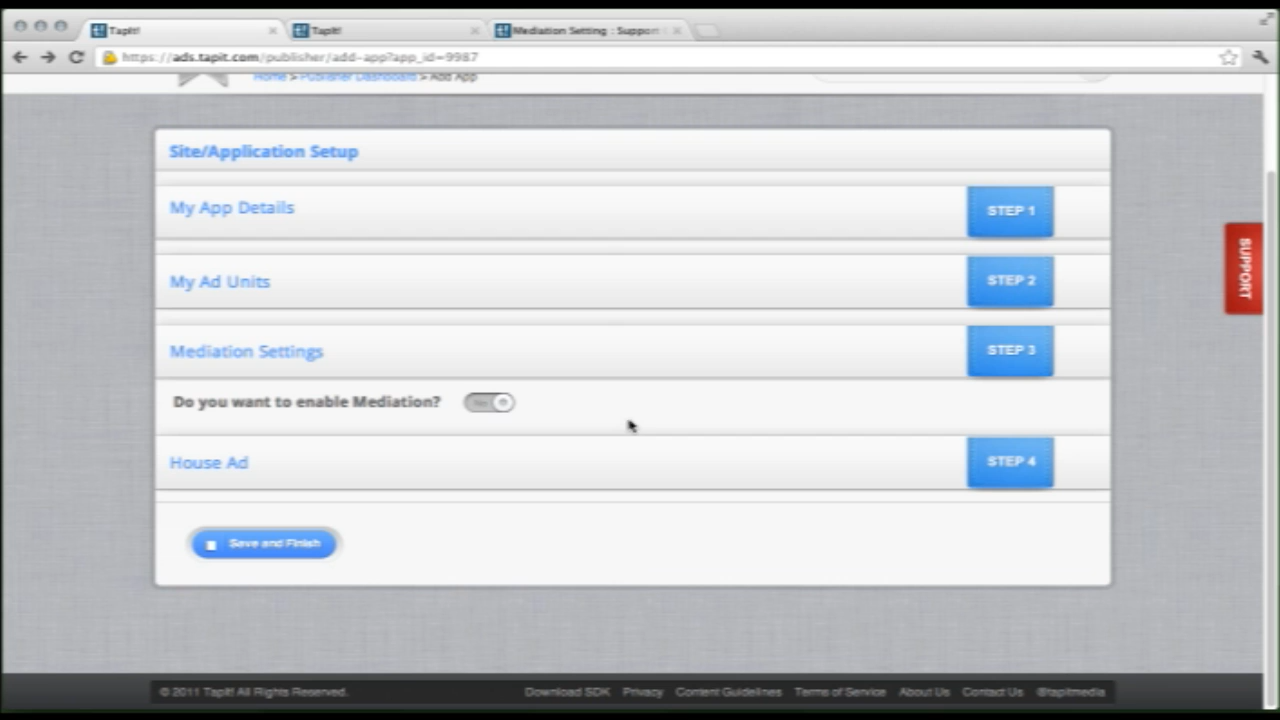 TapIt!
TapIt!
Mediation Setting : Support
https://ads.tapit.com/publisher/add-app?app_id=9987
Home > Publisher Dashboard > Add App
Site/Application Setup
My App Details
STEP 1
SUPPORT
My Ad Units
STEP 2
Mediation Settings
STEP 3
Do you want to enable Mediation?
House Ad
STEP 4
Save and Finish
© 2011 TapIt! All Rights Reserved. Download SDK Privacy Content Guidelines Terms of Service About Us Contact Us @tapitmedia